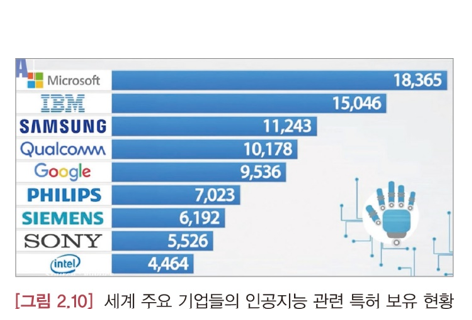 A
Microsoft 18,365
IBM 15,046
SAMSUNG 11,243
Qualcomm 10,178
Google 9,536
PHILIPS 7,023
SIEMENS 6,192
SONY 5,526
intel 4,464
[그림 2.10] 세계 주요 기업들의 인공지능 관련 특허 보유 현황